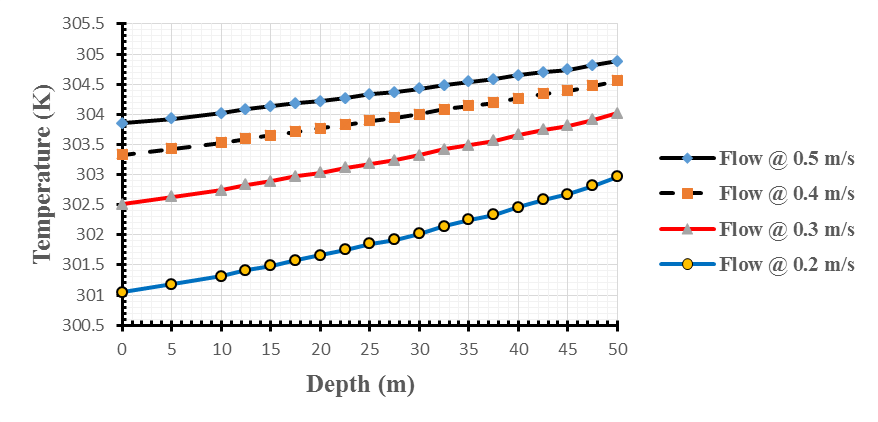 305.5
305
304.5
304
303.5
303
302.5
302
301.5
301
300.5
Temperature (K)
0 5 10 15 20 25 30 35 40 45 50
Depth (m)
Flow @ 0.5 m/s
Flow @ 0.4 m/s
Flow @ 0.3 m/s
Flow @ 0.2 m/s